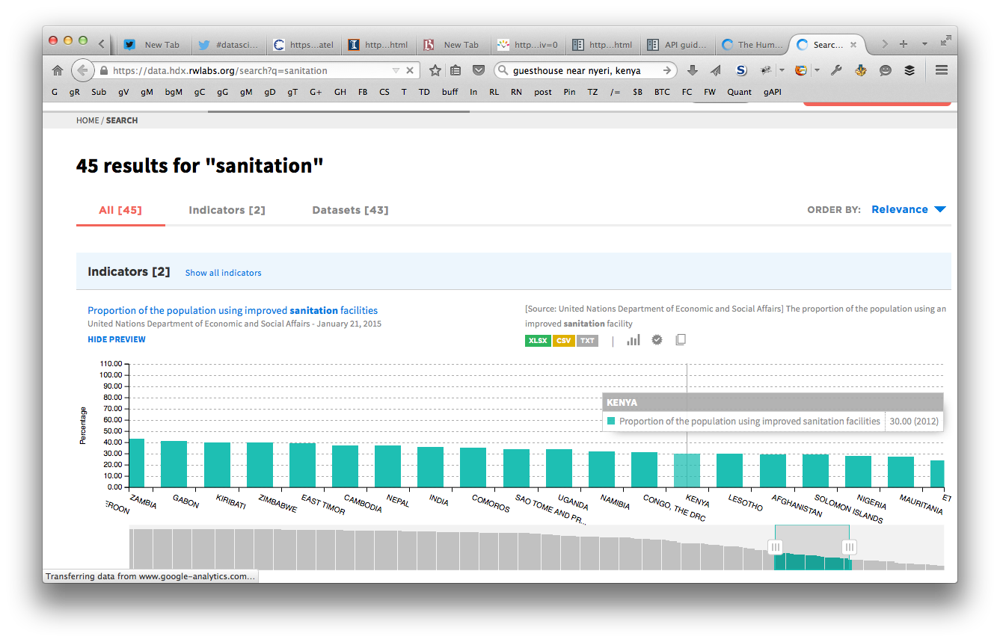 New Tab
#datasci...
https...atel
http...html
New Tab
http...iv=0
http...html
API guid...
The Hum...
Searc...
https://data.hdx.rwlabs.org/search?q=sanitation
guesthouse near nyeri, kenya
S
G gR Sub gV gM bgM gC gG gM gD gT G+ GH FB CS T TD buff In RL RN post Pin TZ /= $B BTC FC FW Quant gAPI
HOME / SEARCH
45 results for "sanitation"
All [45] Indicators [2] Datasets [43]
ORDER BY: Relevance
Indicators [2] Show all indicators
Proportion of the population using improved sanitation facilities
United Nations Department of Economic and Social Affairs - January 21, 2015
HIDE PREVIEW
[Source: United Nations Department of Economic and Social Affairs] The proportion of the population using an
improved sanitation facility
XLSX CSV TXT
110.00
100.00
90.00
80.00
70.00
60.00
50.00
40.00
30.00
20.00
10.00
0.00
Percentage
KENYA
Proportion of the population using improved sanitation facilities 30.00 (2012)
EROON
ZAMBIA
GABON
KIRIBATI
ZIMBABWE
EAST TIMOR
CAMBODIA
NEPAL
INDIA
COMOROS
SAO TOME AND PR...
UGANDA
NAMIBIA
CONGO, THE DRC
KENYA
LESOTHO
AFGHANISTAN
SOLOMON ISLANDS
NIGERIA
MAURITANIA
Transferring data from www.google-analytics.com...